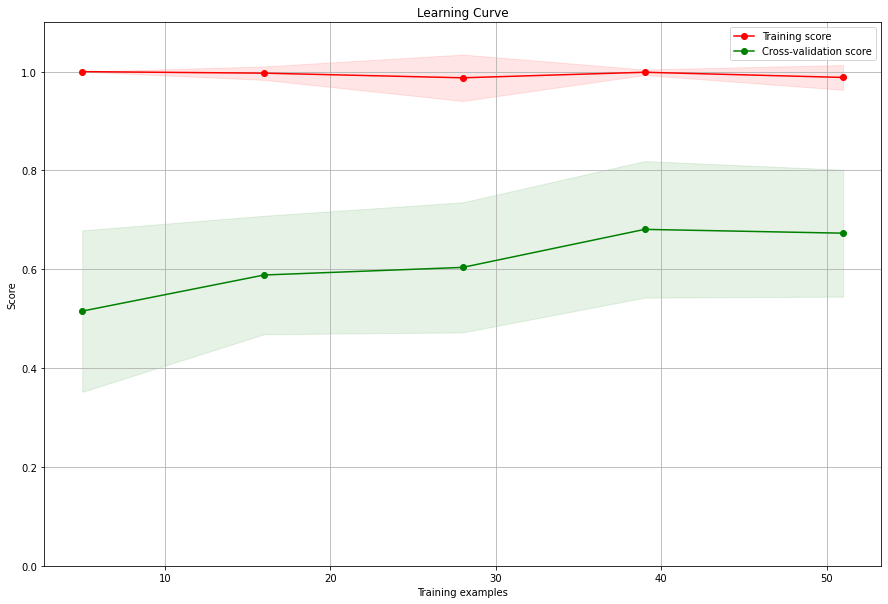 Learning Curve
Training score
Cross-validation score
1.0
0.8
0.6
0.4
0.2
0.0
Score
10
20
30
40
50
Training examples